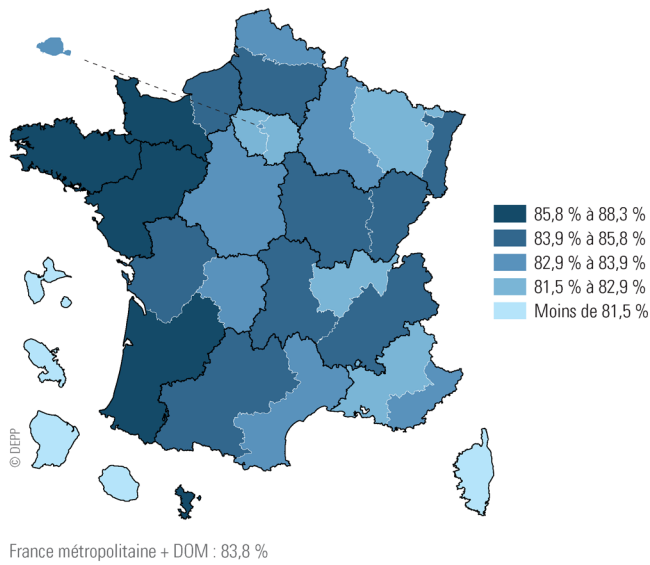 85,8 % à 88,3 %
83,9 % à 85,8 %
82,9 % à 83,9 %
81,5 % à 82,9 %
Moins de 81,5 %
© DEPP
France métropolitaine + DOM : 83,8 %